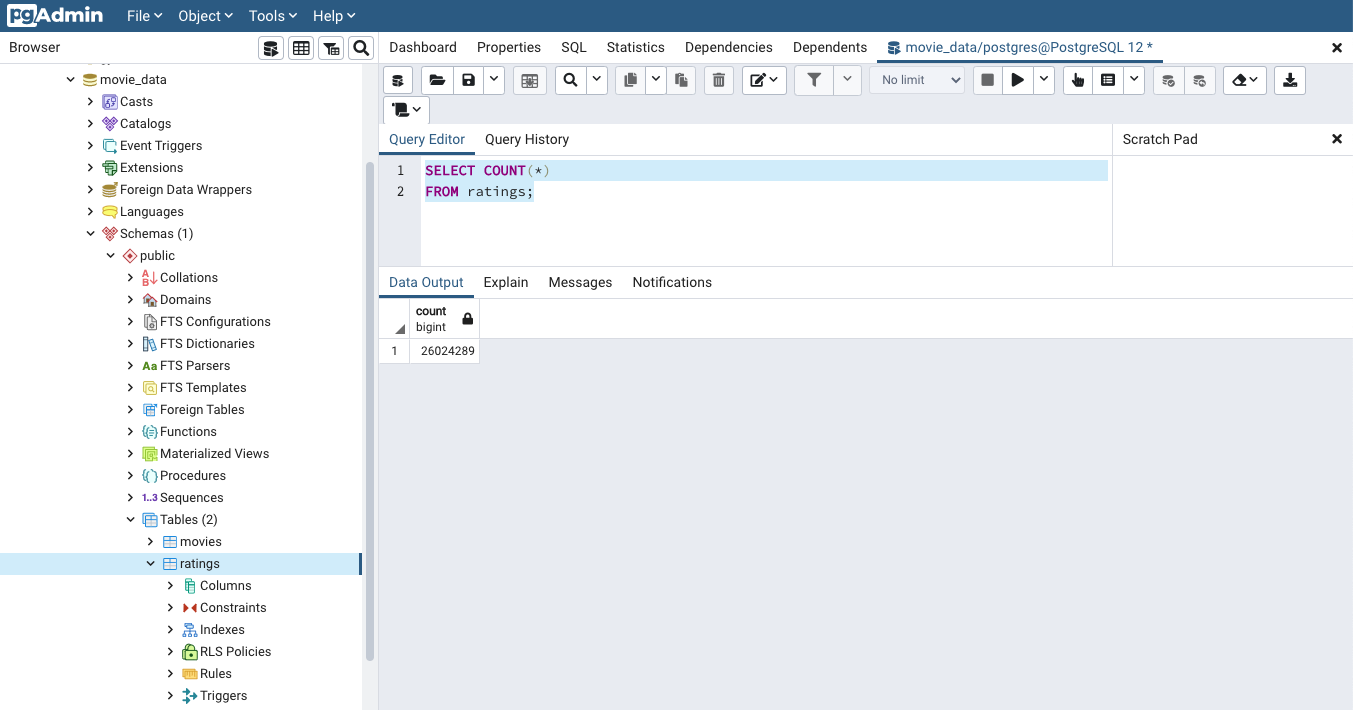 pgAdmin File Object Tools Help
Browser
Dashboard Properties SQL Statistics Dependencies Dependents movie_data/postgres@PostgreSQL 12 *
movie_data
Casts
Catalogs
Event Triggers
Extensions
Foreign Data Wrappers
Languages
Schemas (1)
public
Collations
Domains
FTS Configurations
FTS Dictionaries
Aa FTS Parsers
FTS Templates
Foreign Tables
Functions
Materialized Views
Procedures
1..3 Sequences
Tables (2)
movies
ratings
Columns
Constraints
Indexes
RLS Policies
Rules
Triggers
No limit
Query Editor Query History
Scratch Pad
1 SELECT COUNT(*)
2 FROM ratings;
Data Output Explain Messages Notifications
count
bigint
1 26024289